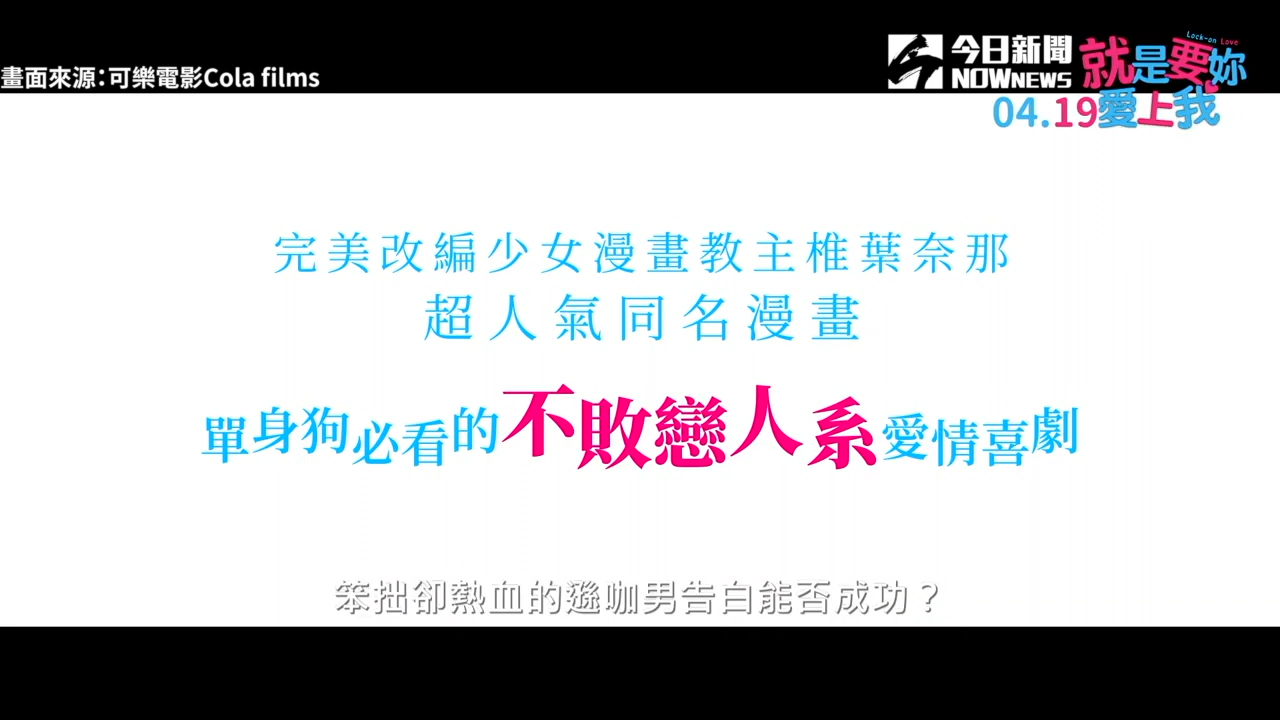 畫面來源：可樂電影Cola films
今日新聞
NOWNEWS
Lock-on Love
就是要妳
04.19愛上我
完美改編少女漫畫教主椎葉奈那
超人氣同名漫畫
單身狗必看的不敗戀人系愛情喜劇
笨拙卻熱血的遜咖男告白能否成功？